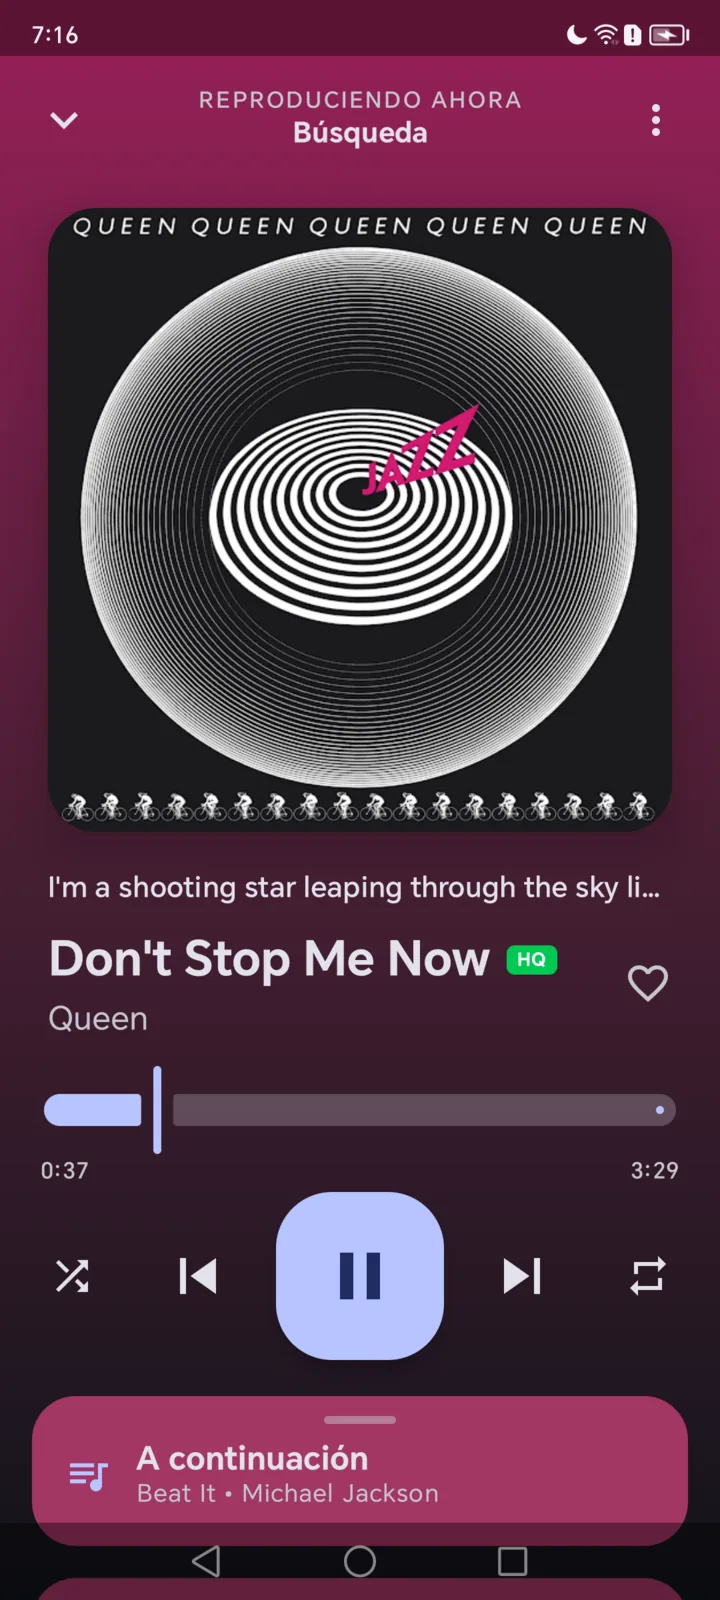 7:16
REPRODUCIENDO AHORA
Búsqueda
QUEEN QUEEN QUEEN QUEEN QUEEN
JAZZ
I'm a shooting star leaping through the sky li...
Don't Stop Me Now HQ
Queen
0:37 3:29
A continuación
Beat It • Michael Jackson